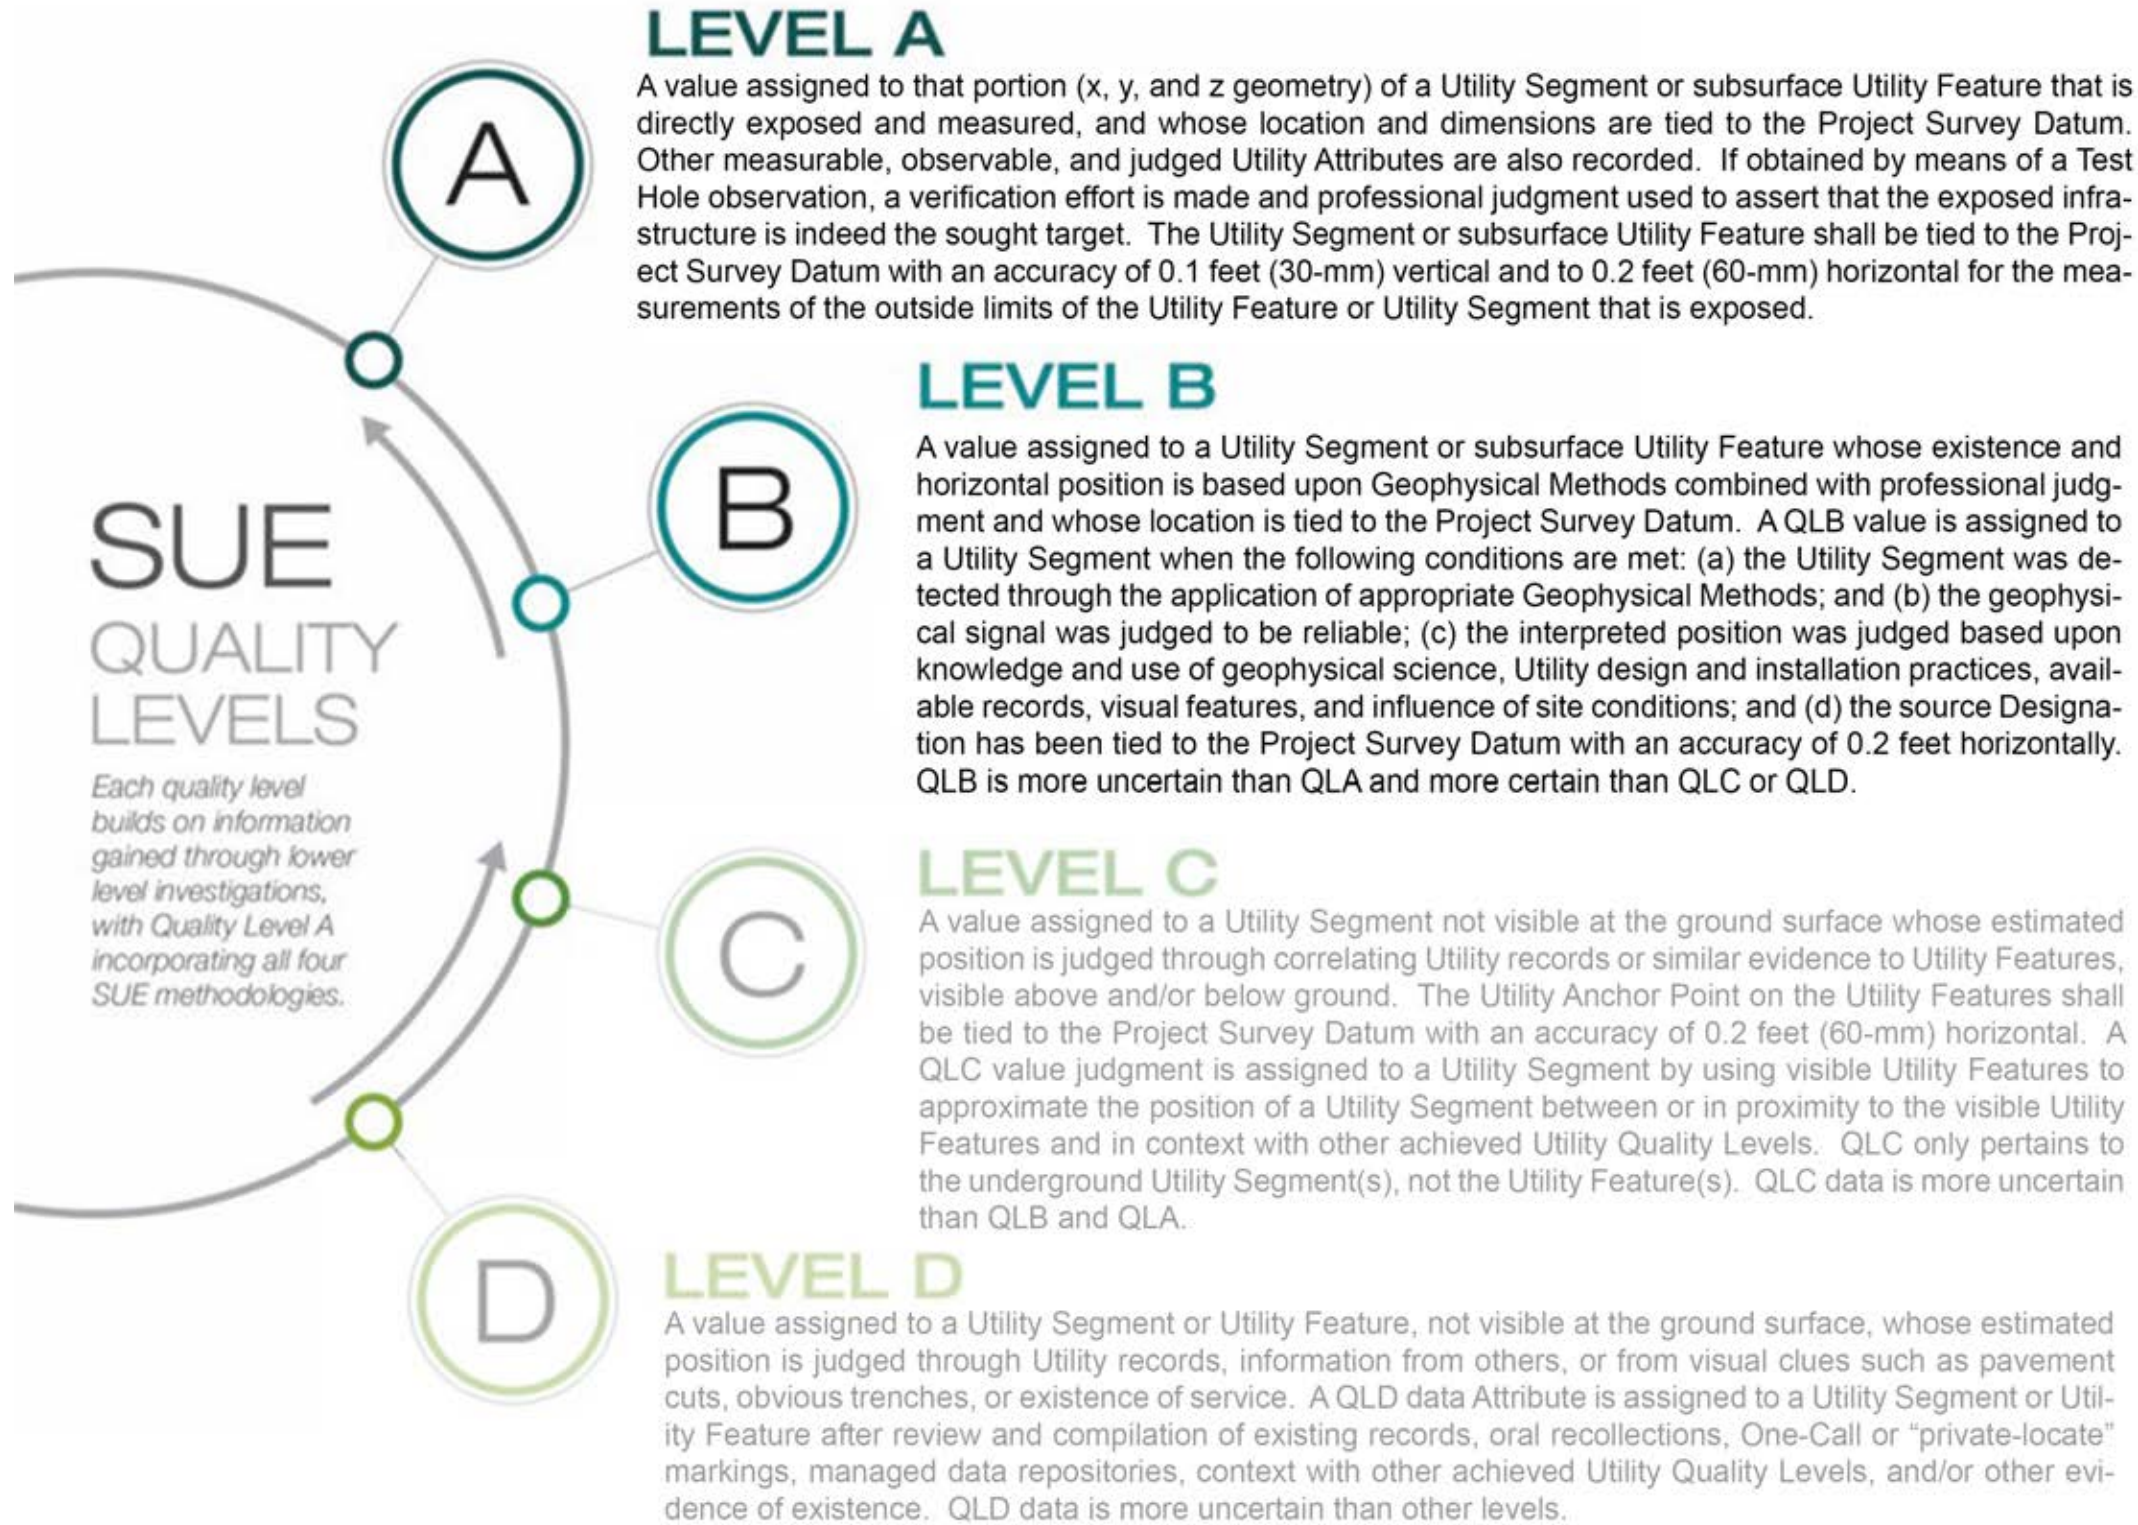 LEVEL A
A value assigned to that portion (x, y, and z geometry) of a Utility Segment or subsurface Utility Feature that is
directly exposed and measured, and whose location and dimensions are tied to the Project Survey Datum.
Other measurable, observable, and judged Utility Attributes are also recorded. If obtained by means of a Test
Hole observation, a verification effort is made and professional judgment used to assert that the exposed infra-
structure is indeed the sought target. The Utility Segment or subsurface Utility Feature shall be tied to the Proj-
ect Survey Datum with an accuracy of 0.1 feet (30-mm) vertical and to 0.2 feet (60-mm) horizontal for the mea-
surements of the outside limits of the Utility Feature or Utility Segment that is exposed.
A
LEVEL B
A value assigned to a Utility Segment or subsurface Utility Feature whose existence and
horizontal position is based upon Geophysical Methods combined with professional judg-
ment and whose location is tied to the Project Survey Datum. A QLB value is assigned to
a Utility Segment when the following conditions are met: (a) the Utility Segment was de-
tected through the application of appropriate Geophysical Methods; and (b) the geophysi-
cal signal was judged to be reliable; (c) the interpreted position was judged based upon
knowledge and use of geophysical science, Utility design and installation practices, avail-
able records, visual features, and influence of site conditions; and (d) the source Designa-
tion has been tied to the Project Survey Datum with an accuracy of 0.2 feet horizontally.
QLB is more uncertain than QLA and more certain than QLC or QLD.
B
SUE
QUALITY
LEVELS
Each quality level
builds on information
gained through lower
level investigations,
with Quality Level A
incorporating all four
SUE methodologies.
LEVEL C
A value assigned to a Utility Segment not visible at the ground surface whose estimated
position is judged through correlating Utility records or similar evidence to Utility Features,
visible above and/or below ground. The Utility Anchor Point on the Utility Features shall
be tied to the Project Survey Datum with an accuracy of 0.2 feet (60-mm) horizontal. A
QLC value judgment is assigned to a Utility Segment by using visible Utility Features to
approximate the position of a Utility Segment between or in proximity to the visible Utility
Features and in context with other achieved Utility Quality Levels. QLC only pertains to
the underground Utility Segment(s), not the Utility Feature(s). QLC data is more uncertain
than QLB and QLA.
C
LEVEL D
A value assigned to a Utility Segment or Utility Feature, not visible at the ground surface, whose estimated
position is judged through Utility records, information from others, or from visual clues such as pavement
cuts, obvious trenches, or existence of service. A QLD data Attribute is assigned to a Utility Segment or Util-
ity Feature after review and compilation of existing records, oral recollections, One-Call or “private-locate”
markings, managed data repositories, context with other achieved Utility Quality Levels, and/or other evi-
dence of existence. QLD data is more uncertain than other levels.
D